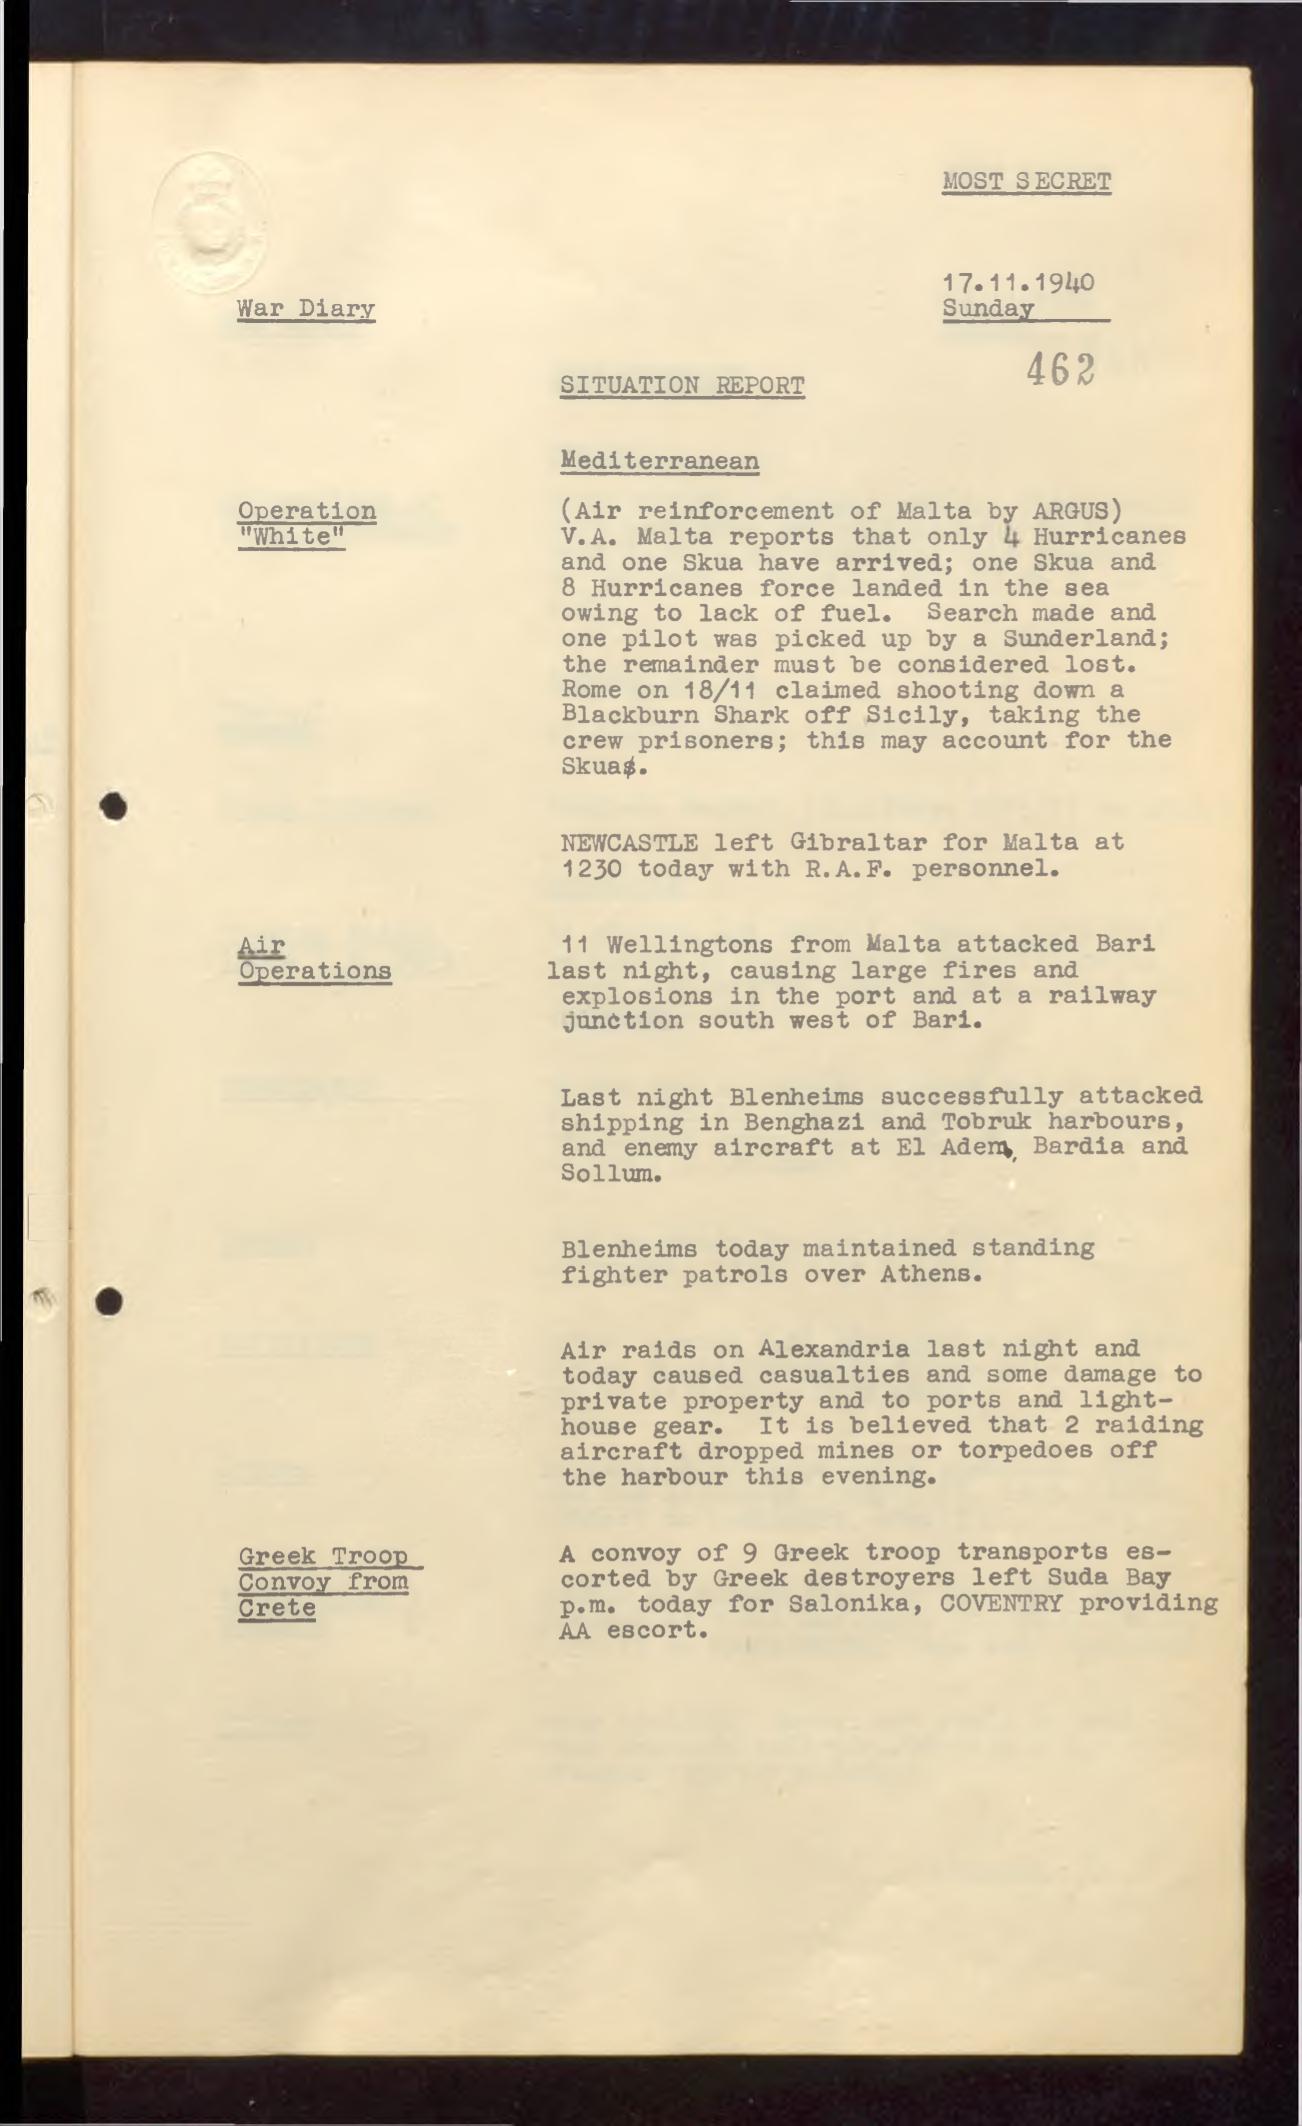 MOST SECRET
17.11.1940
War Diary
Sunday
462
SITUATION REPORT
Mediterranean
Operation
"White"
(Air reinforcement of Malta by ARGUS)
V.A. Malta reports that only 4 Hurricanes
and one Skua have arrived; one Skua and
8 Hurricanes force landed in the sea
owing to lack of fuel. Search made and
one pilot was picked up by a Sunderland;
the remainder must be considered lost.
Rome on 18/11 claimed shooting down a
Blackburn Shark off Sicily, taking the
crew prisoners; this may account for the
Skua.
NEWCASTLE left Gibraltar for Malta at
1230 today with R.A.F. personnel.
Air
Operations
11 Wellingtons from Malta attacked Bari
last night, causing large fires and
explosions in the port and at a railway
junction south west of Bari.
Last night Blenheims successfully attacked
shipping in Benghazi and Tobruk harbours,
and enemy aircraft at El Adem, Bardia and
Sollum.
Blenheims today maintained standing
fighter patrols over Athens.
Air raids on Alexandria last night and
today caused casualties and some damage to
private property and to ports and light-
house gear. It is believed that 2 raiding
aircraft dropped mines or torpedoes off
the harbour this evening.
Greek Troop
Convoy from
Crete
A convoy of 9 Greek troop transports es-
corted by Greek destroyers left Suda Bay
p.m. today for Salonika, COVENTRY providing
AA escort.